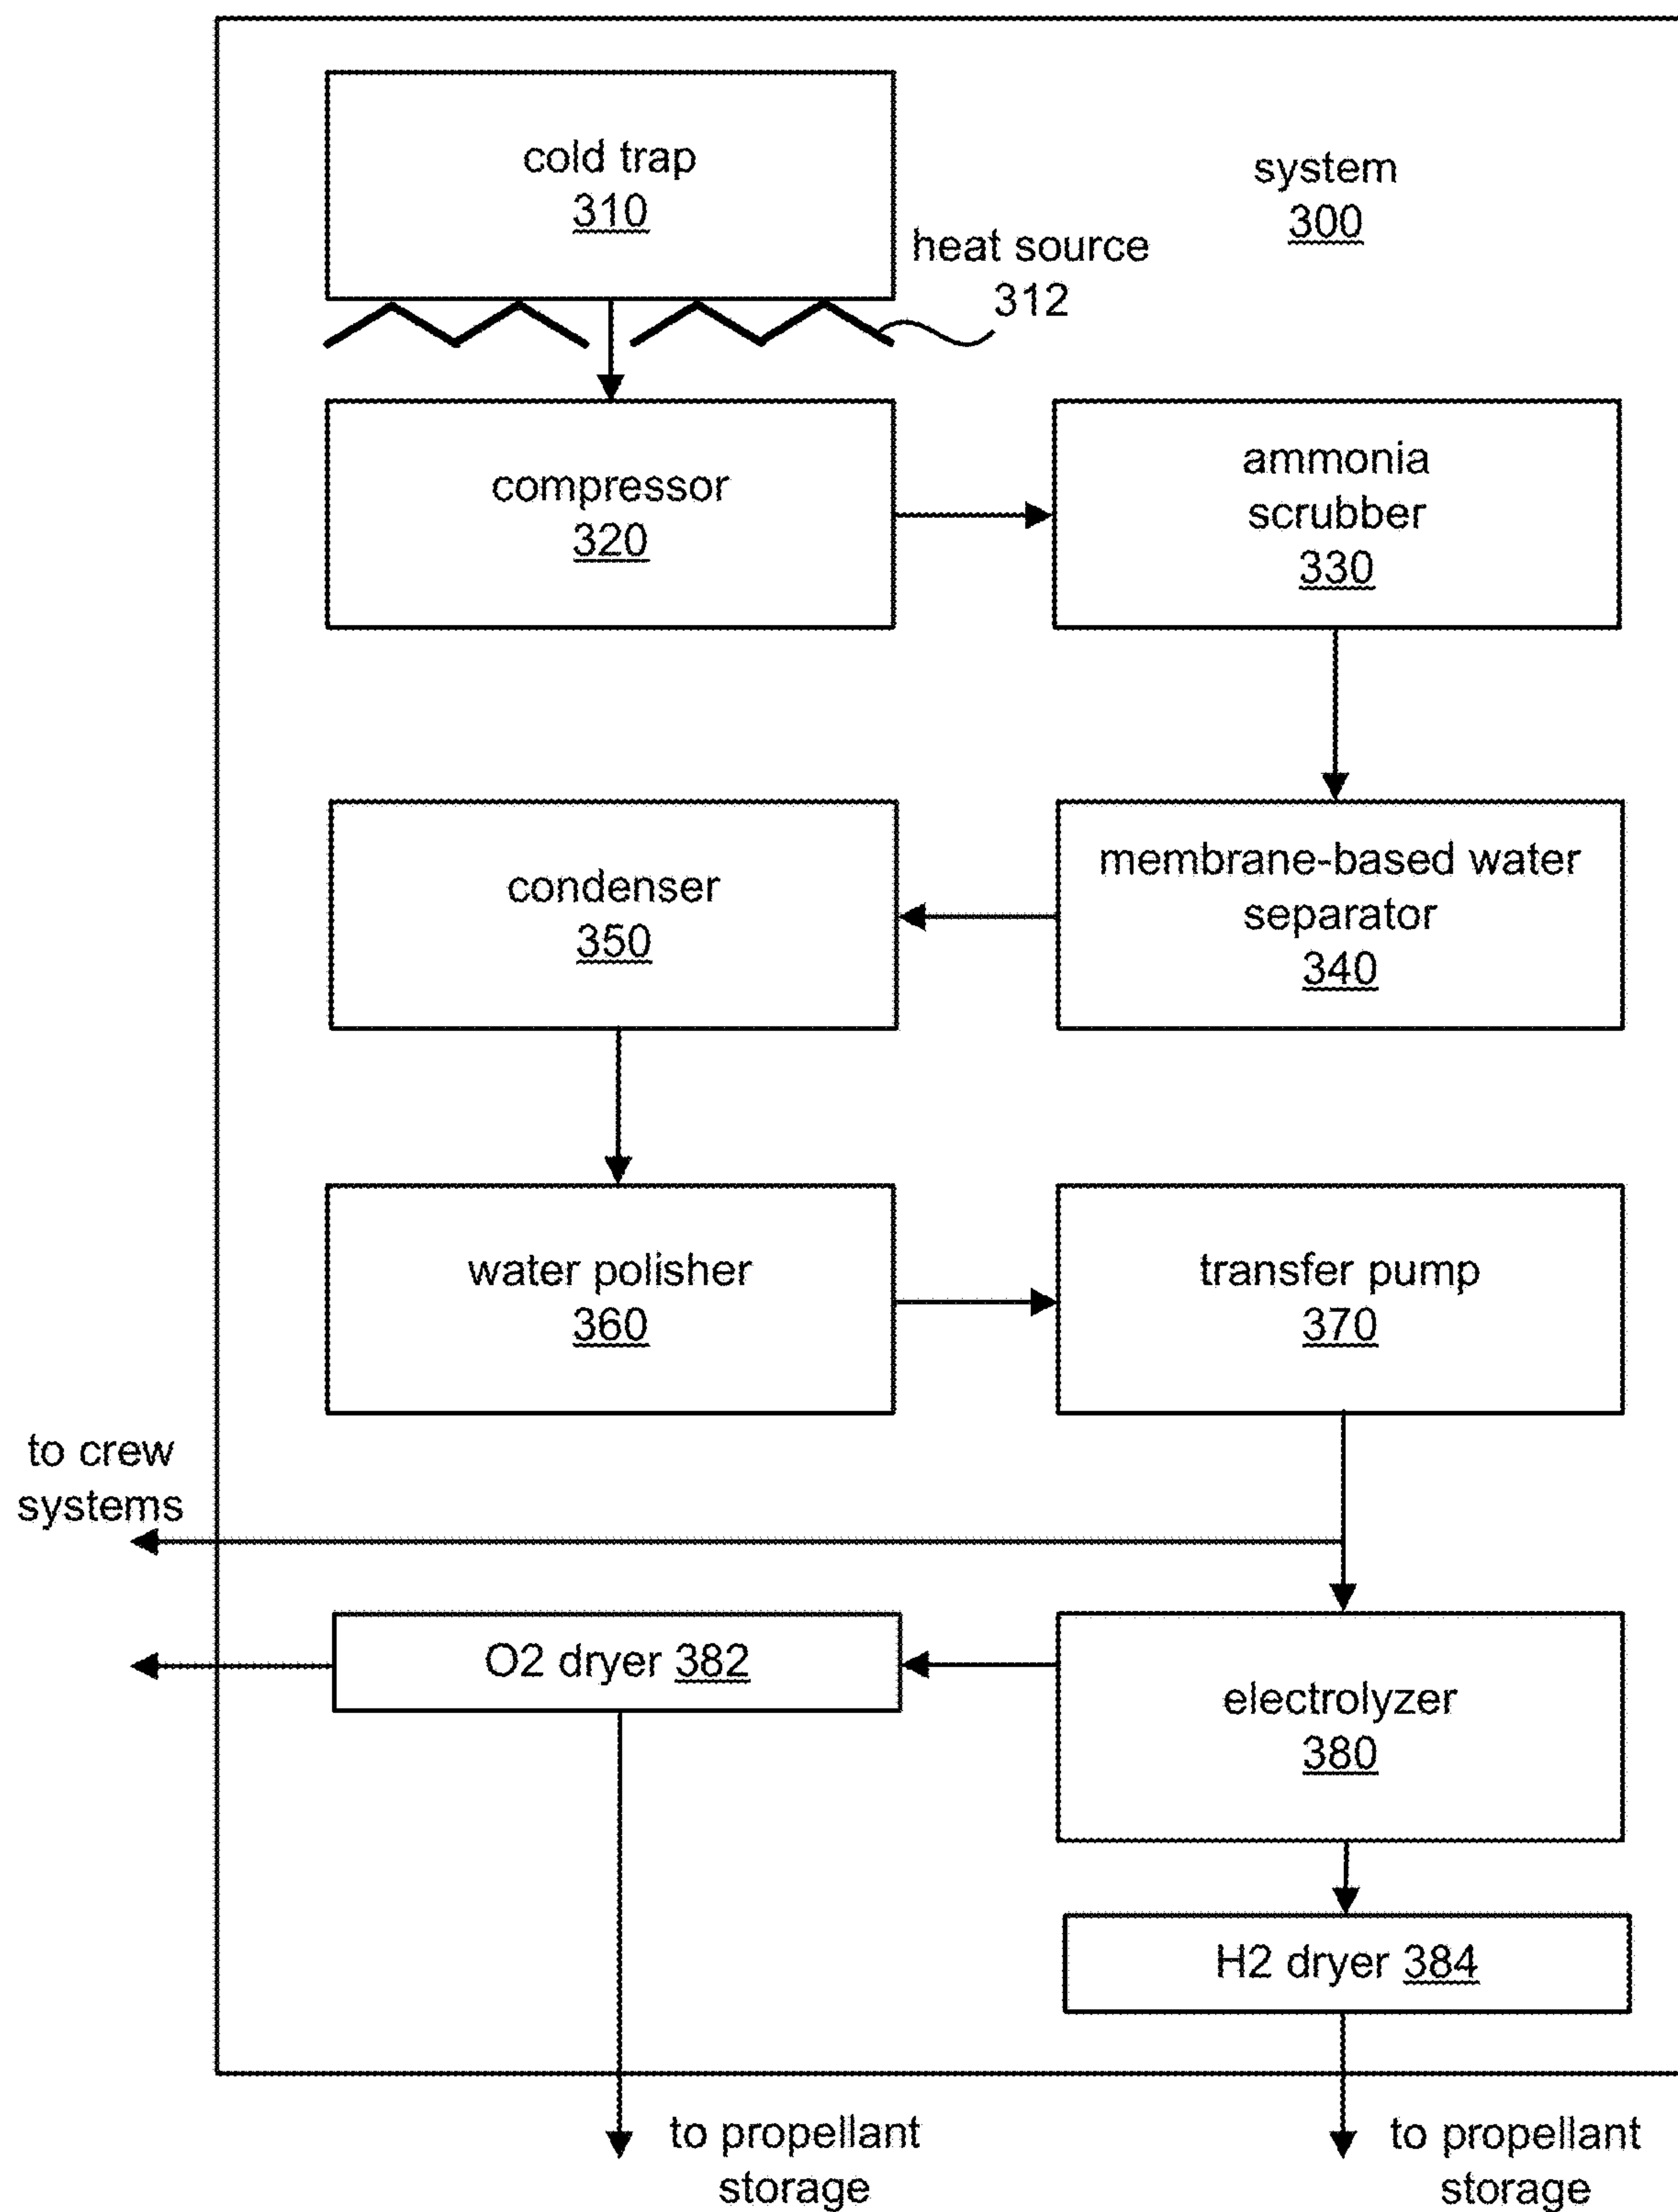 cold trap
310
system
300
heat source
312
compressor
320
ammonia
scrubber
330
condenser
350
membrane-based water
separator
340
water polisher
360
transfer pump
370
to crew
systems
O2 dryer 382
electrolyzer
380
H2 dryer 384
to propellant
storage
to propellant
storage